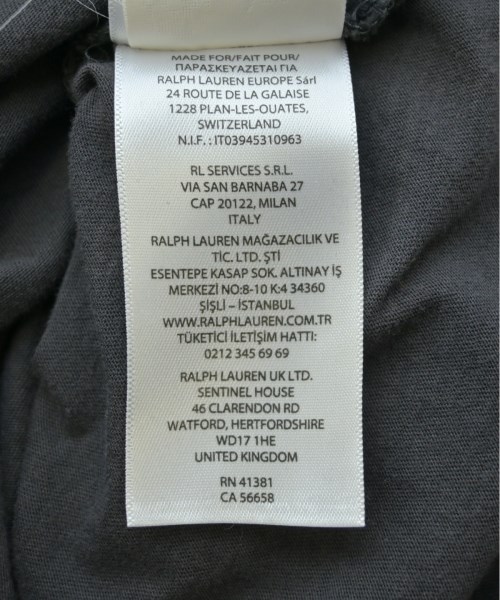 MADE FOR/FAIT POUR/
ΠΑΡΑΣΚΕΥΑΖΕΤΑΙ ΓΙΑ
RALPH LAUREN EUROPE Sárl
24 ROUTE DE LA GALAISE
1228 PLAN-LES-OUATES,
SWITZERLAND
N.I.F. : IT03945310963
RL SERVICES S.R.L.
VIA SAN BARNABA 27
CAP 20122, MILAN
ITALY
RALPH LAUREN MAĞAZACILIK VE
TİC. LTD. ŞTİ
ESENTEPE KASAP SOK. ALTINAY İŞ
MERKEZİ NO:8-10 K:4 34360
ŞİŞLİ – İSTANBUL
WWW.RALPHLAUREN.COM.TR
TÜKETİCİ İLETİŞİM HATTI:
0212 345 69 69
RALPH LAUREN UK LTD.
SENTINEL HOUSE
46 CLARENDON RD
WATFORD, HERTFORDSHIRE
WD17 1HE
UNITED KINGDOM
RN 41381
CA 56658